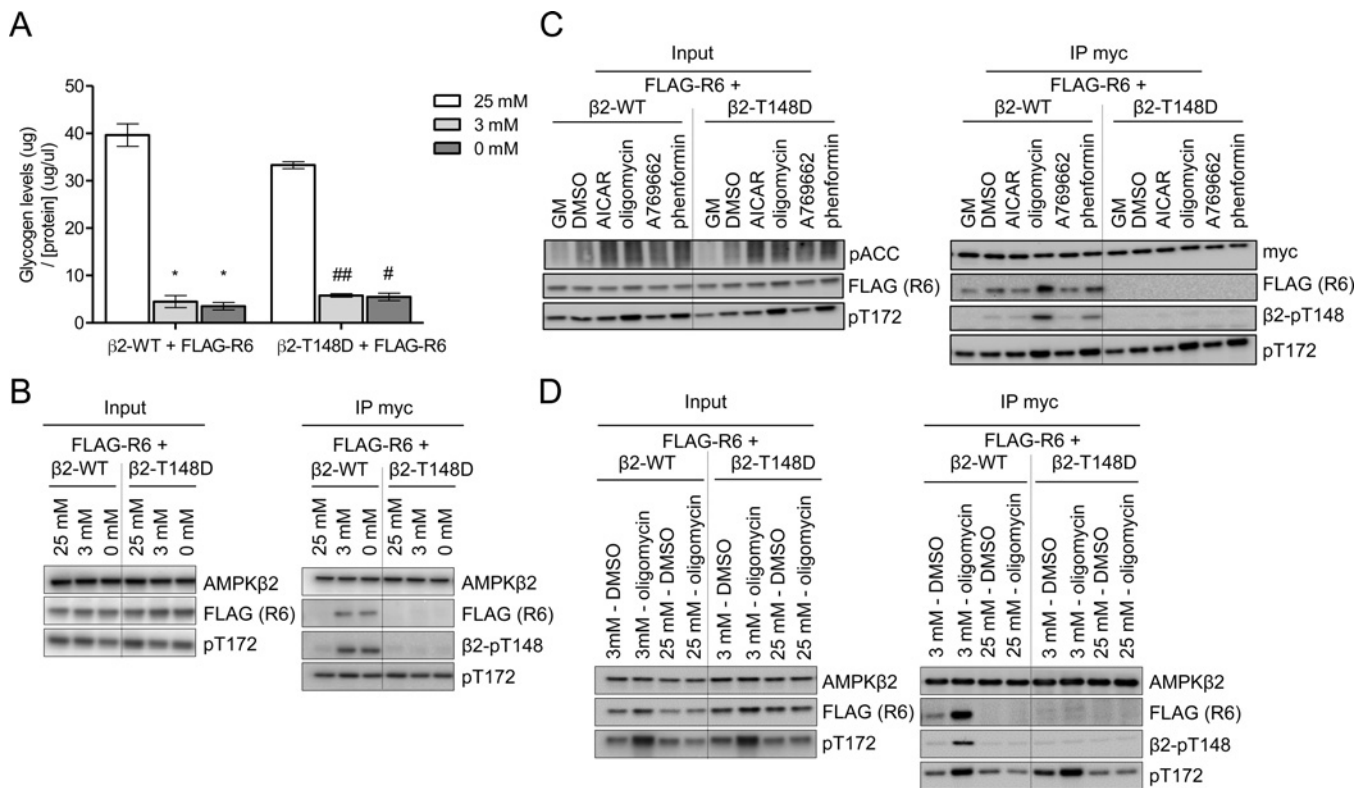 A
Glycogen levels (ug)
/ [protein] (ug/ul)
50
40
30
20
10
0
25 mM
3 mM
0 mM
* * ## #
β2-WT + FLAG-R6 β2-T148D + FLAG-R6
B
Input
FLAG-R6 +
β2-WT β2-T148D
25 mM
3 mM
0 mM
25 mM
3 mM
0 mM
AMPKβ2
FLAG (R6)
pT172
IP myc
FLAG-R6 +
β2-WT β2-T148D
25 mM
3 mM
0 mM
25 mM
3 mM
0 mM
AMPKβ2
FLAG (R6)
β2-pT148
pT172
C
Input
FLAG-R6 +
β2-WT β2-T148D
GM
DMSO
AICAR
oligomycin
A769662
phenformin
GM
DMSO
AICAR
oligomycin
A769662
phenformin
pACC
FLAG (R6)
pT172
IP myc
FLAG-R6 +
β2-WT β2-T148D
GM
DMSO
AICAR
oligomycin
A769662
phenformin
GM
DMSO
AICAR
oligomycin
A769662
phenformin
myc
FLAG (R6)
β2-pT148
pT172
D
Input
FLAG-R6 +
β2-WT β2-T148D
3mM - DMSO
3mM - oligomycin
25 mM - DMSO
25 mM - oligomycin
3 mM - DMSO
3 mM - oligomycin
25 mM - DMSO
25 mM - oligomycin
AMPKβ2
FLAG (R6)
pT172
IP myc
FLAG-R6 +
β2-WT β2-T148D
3 mM - DMSO
3 mM - oligomycin
25 mM - DMSO
25 mM - oligomycin
3 mM - DMSO
3 mM - oligomycin
25 mM - DMSO
25 mM - oligomycin
AMPKβ2
FLAG (R6)
β2-pT148
pT172